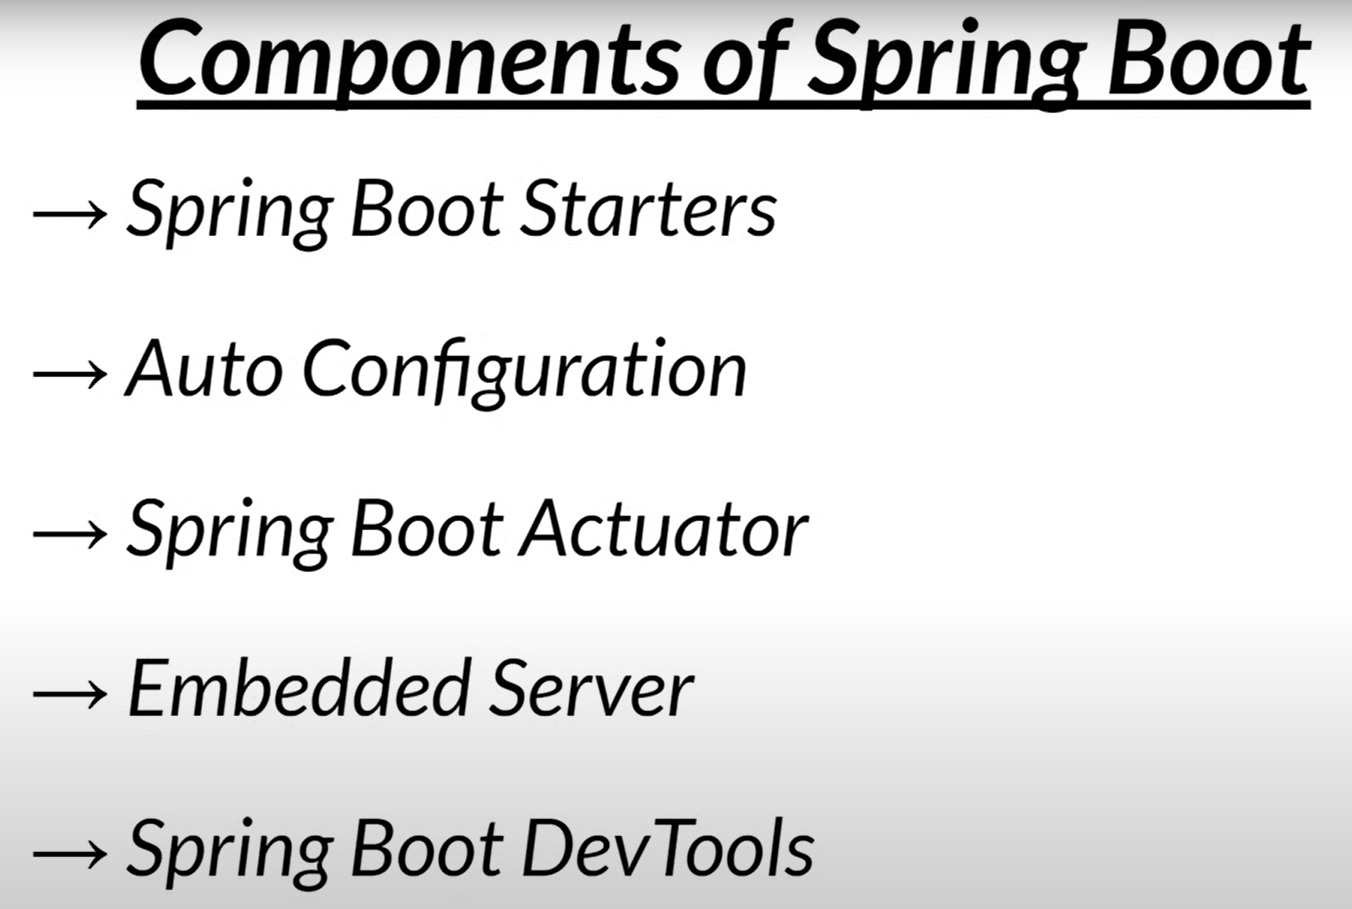 Components of Spring Boot
→ Spring Boot Starters
→ Auto Configuration
→ Spring Boot Actuator
→ Embedded Server
→ Spring Boot DevTools